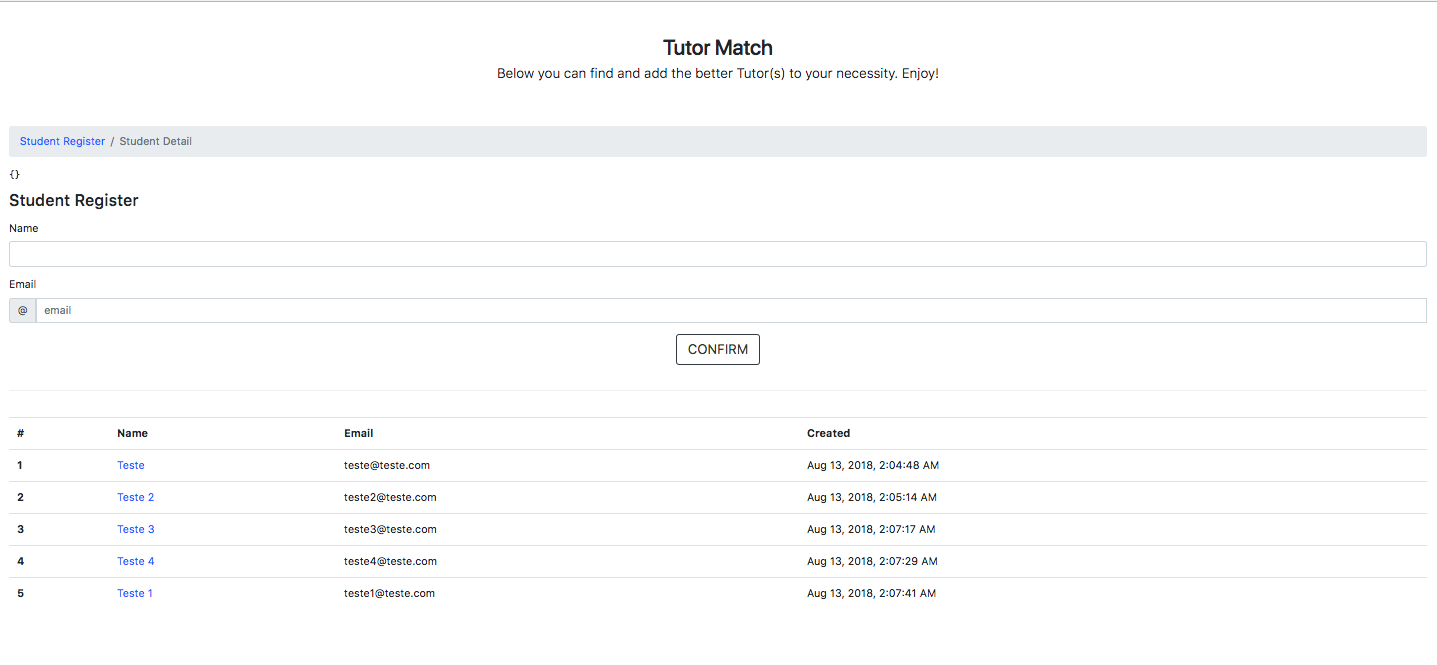 Tutor Match
Below you can find and add the better Tutor(s) to your necessity. Enjoy!
Student Register / Student Detail
{}
Student Register
Name
Email
@ email
CONFIRM
# Name Email Created
1 Teste teste@teste.com Aug 13, 2018, 2:04:48 AM
2 Teste 2 teste2@teste.com Aug 13, 2018, 2:05:14 AM
3 Teste 3 teste3@teste.com Aug 13, 2018, 2:07:17 AM
4 Teste 4 teste4@teste.com Aug 13, 2018, 2:07:29 AM
5 Teste 1 teste1@teste.com Aug 13, 2018, 2:07:41 AM